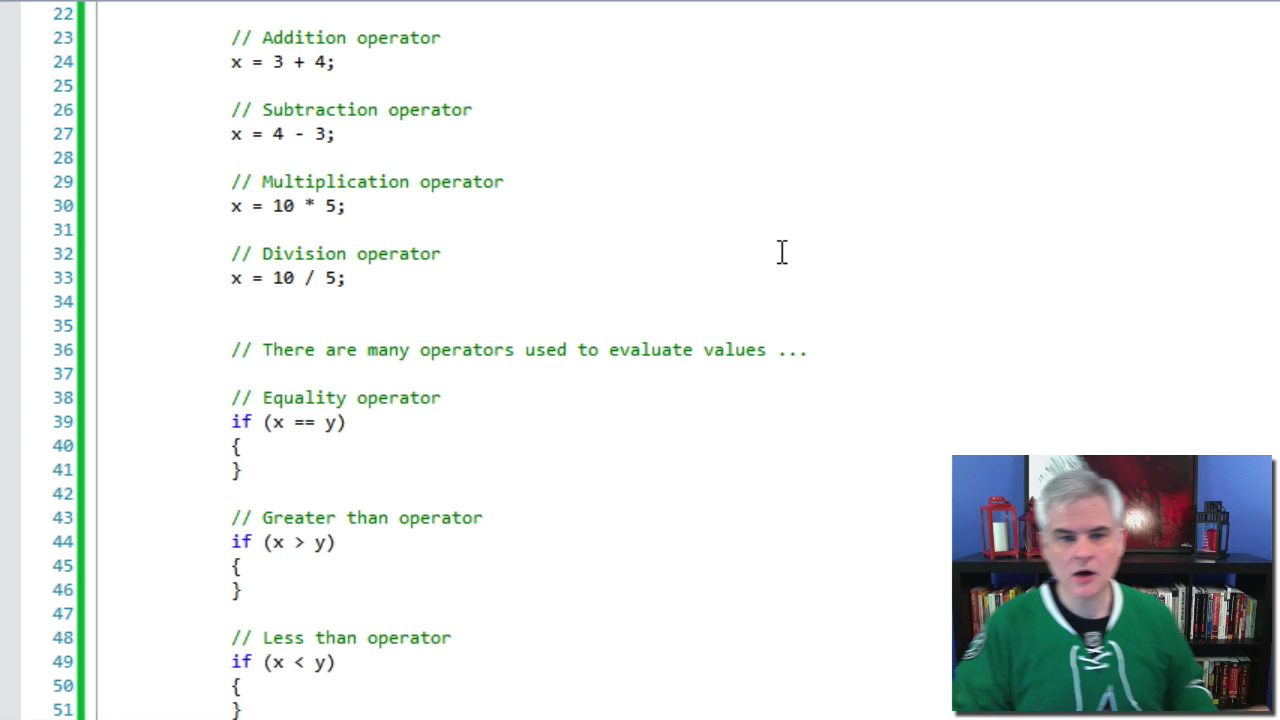 22
23 // Addition operator
24 x = 3 + 4;
25
26 // Subtraction operator
27 x = 4 - 3;
28
29 // Multiplication operator
30 x = 10 * 5;
31
32 // Division operator
33 x = 10 / 5;
34
35
36 // There are many operators used to evaluate values ...
37
38 // Equality operator
39 if (x == y)
40 {
41 }
42
43 // Greater than operator
44 if (x > y)
45 {
46 }
47
48 // Less than operator
49 if (x < y)
50 {
51 }